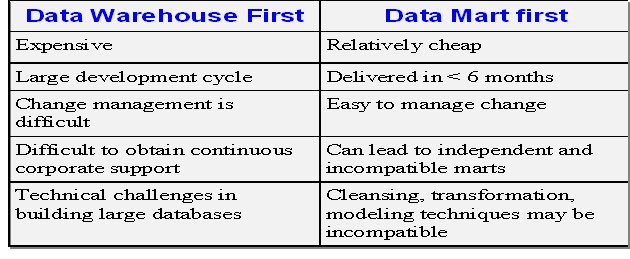 Data Warehouse First Data Mart first
Expensive Relatively cheap
Large development cycle Delivered in < 6 months
Change management is Easy to manage change
difficult
Difficult to obtain continuous Can lead to independent and
corporate support incompatible marts
Technical challenges in Cleansing, transformation,
building large databases modeling techniques may be
incompatible